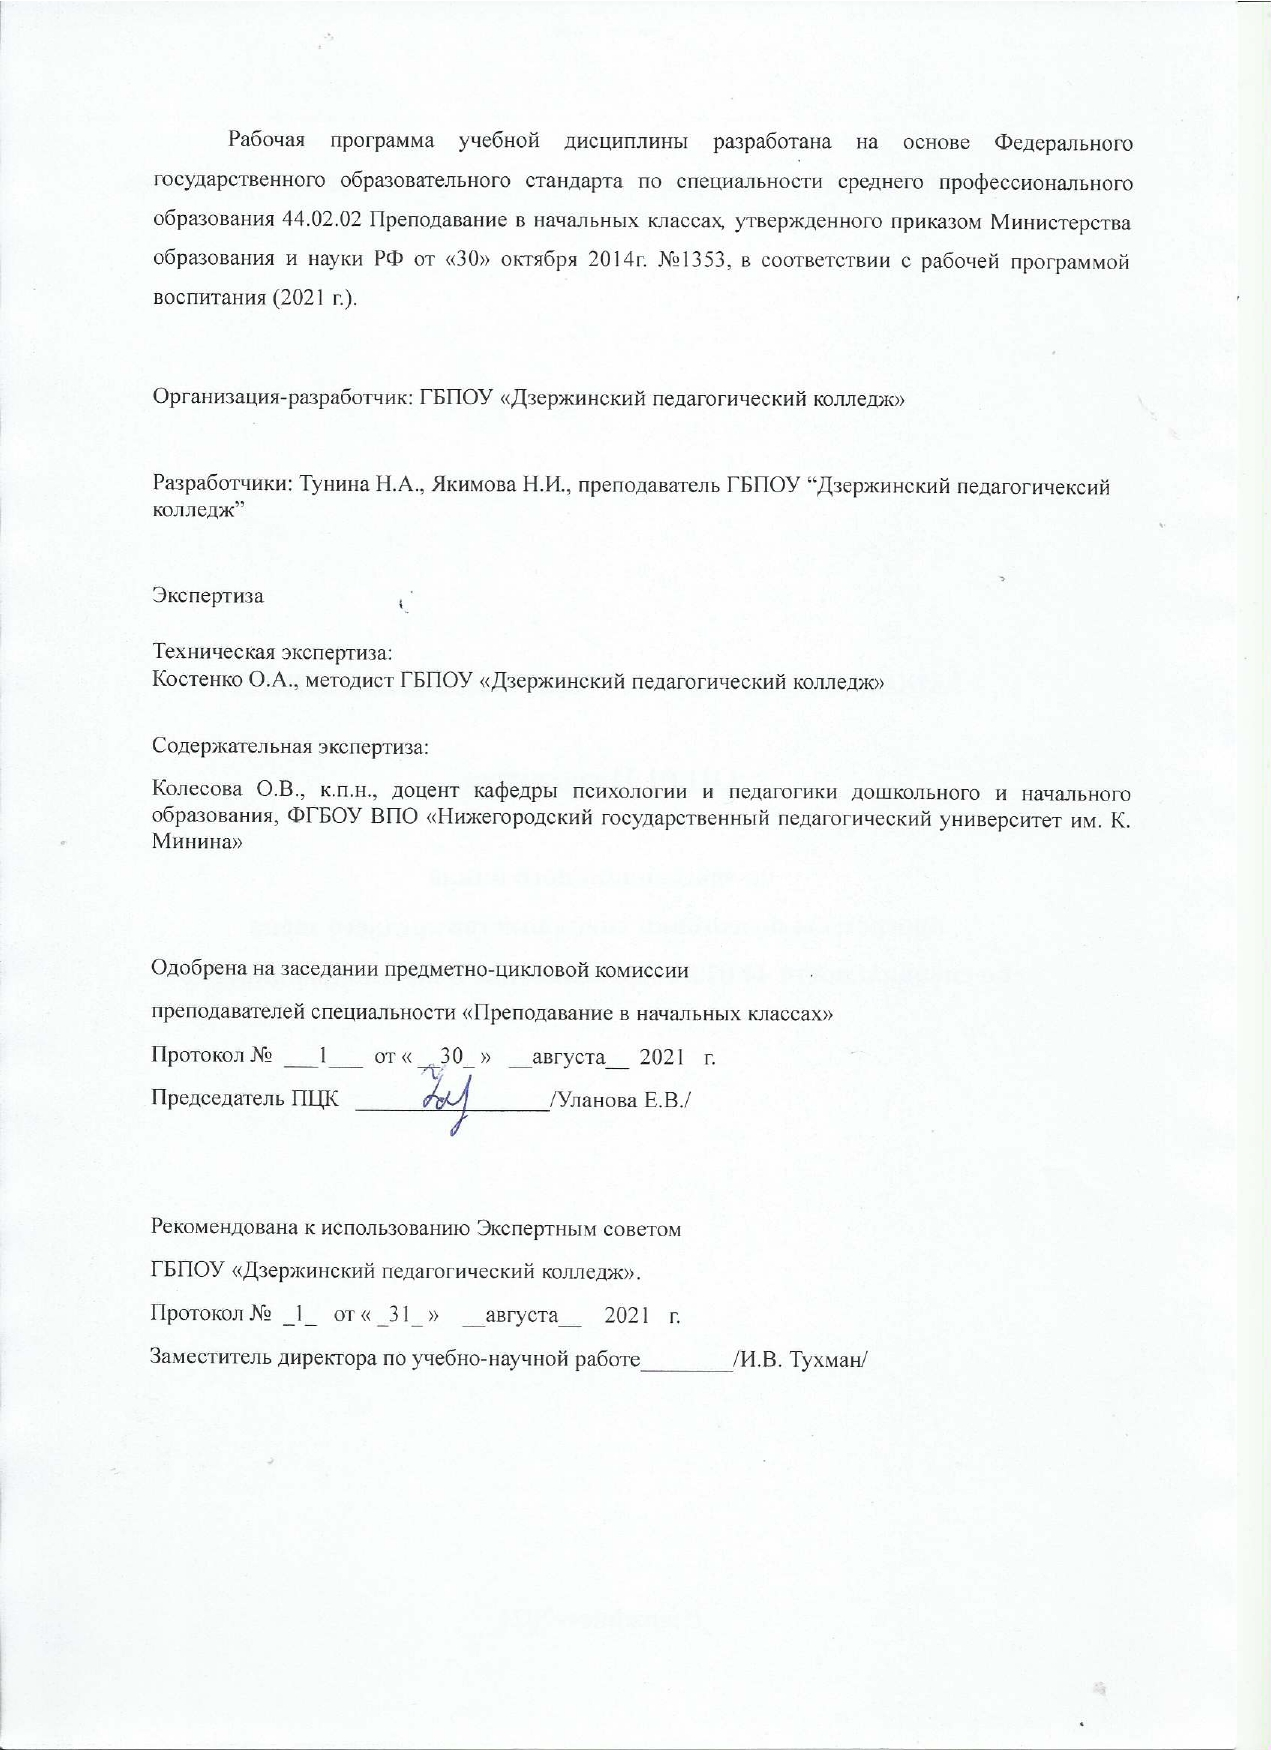 Рабочая программа учебной дисциплины разработана на основе Федерального
государственного образовательного стандарта по специальности среднего профессионального
образования 44.02.02 Преподавание в начальных классах, утвержденного приказом Министерства
образования и науки РФ от «30» октября 2014г. №1353, в соответствии с рабочей программой
воспитания (2021 г.).
Организация-разработчик: ГБПОУ «Дзержинский педагогический колледж»
Разработчики: Тунина Н.А., Якимова Н.И., преподаватель ГБПОУ “Дзержинский педагогичексий
колледж”
Экспертиза
Техническая экспертиза:
Костенко О.А., методист ГБПОУ «Дзержинский педагогический колледж»
Содержательная экспертиза:
Колесова О.В., к.п.н., доцент кафедры психологии и педагогики дошкольного и начального
образования, ФГБОУ ВПО «Нижегородский государственный педагогический университет им. К.
Минина»
Одобрена на заседании предметно-цикловой комиссии
преподавателей специальности «Преподавание в начальных классах»
Протокол № ___1___ от « __30_ » __августа__ 2021 г.
Председатель ПЦК _________________/Уланова Е.В./
Рекомендована к использованию Экспертным советом
ГБПОУ «Дзержинский педагогический колледж».
Протокол № _1_ от « _31_ » __августа__ 2021 г.
Заместитель директора по учебно-научной работе________/И.В. Тухман/